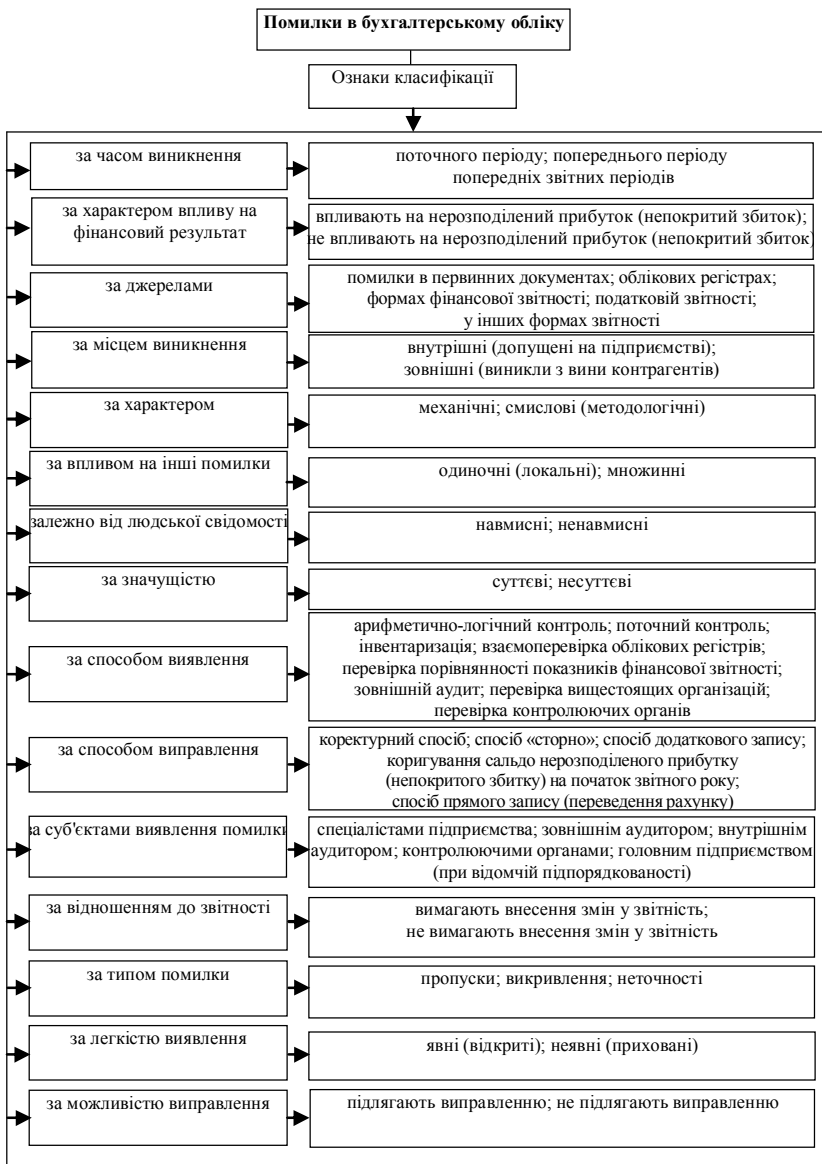 Помилки в бухгалтерському обліку
Ознаки класифікації
за часом виникнення
поточного періоду; попереднього періоду
попередніх звітних періодів
за характером впливу на
фінансовий результат
впливають на нерозподілений прибуток (непокритий збиток);
не впливають на нерозподілений прибуток (непокритий збиток)
за джерелами
помилки в первинних документах; облікових регістрах;
формах фінансової звітності; податковій звітності;
у інших формах звітності
за місцем виникнення
внутрішні (допущені на підприємстві);
зовнішні (виникли з вини контрагентів)
за характером
механічні; смислові (методологічні)
за впливом на інші помилки
одиночні (локальні); множинні
залежно від людської свідомості
навмисні; ненавмисні
за значущістю
суттєві; несуттєві
за способом виявлення
арифметично-логічний контроль; поточний контроль;
інвентаризація; взаємоперевірка облікових регістрів;
перевірка порівнянності показників фінансової звітності;
зовнішній аудит; перевірка вищестоящих організацій;
перевірка контролюючих органів
за способом виправлення
коректурний спосіб; спосіб «сторно»; спосіб додаткового запису;
коригування сальдо нерозподіленого прибутку
(непокритого збитку) на початок звітного року;
спосіб прямого запису (переведення рахунку)
за суб'єктами виявлення помилки
спеціалістами підприємства; зовнішнім аудитором; внутрішнім
аудитором; контролюючими органами; головним підприємством
(при відомчій підпорядкованості)
за відношенням до звітності
вимагають внесення змін у звітність;
не вимагають внесення змін у звітність
за типом помилки
пропуски; викривлення; неточності
за легкістю виявлення
явні (відкриті); неявні (приховані)
за можливістю виправлення
підлягають виправленню; не підлягають виправленню